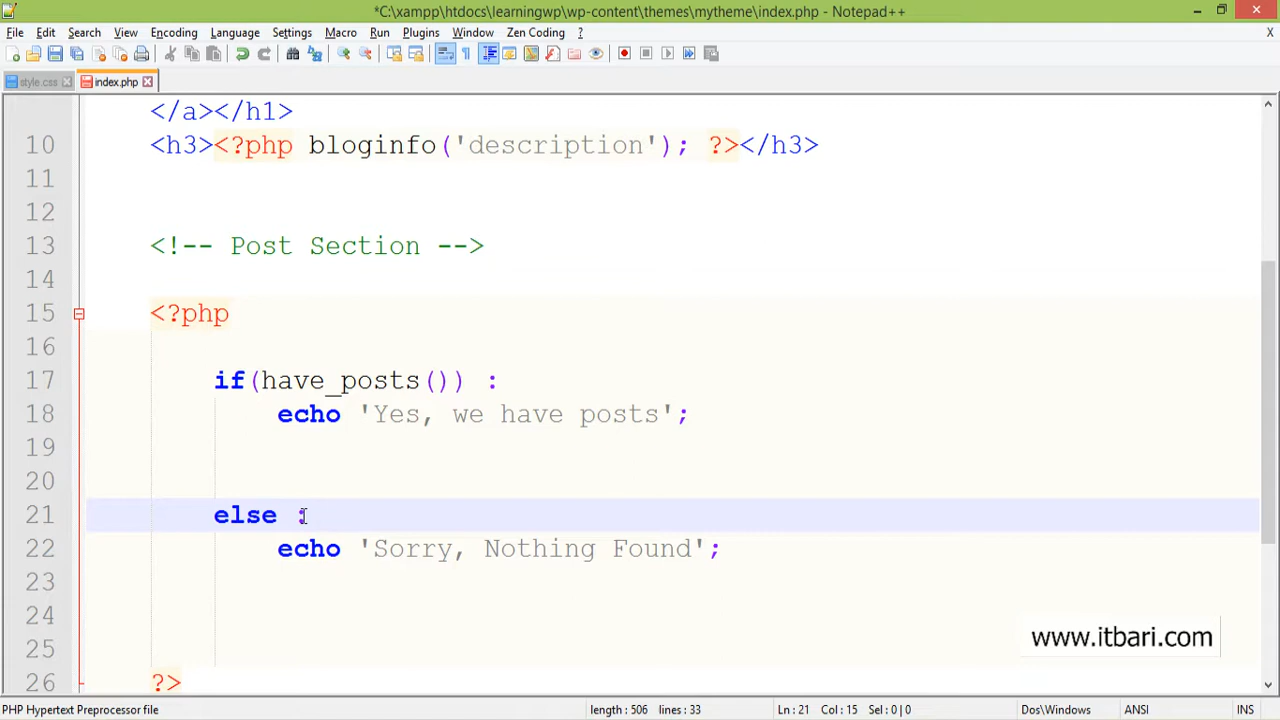 *C:\xampp\htdocs\learningwp\wp-content\themes\mytheme\index.php - Notepad++
File Edit Search View Encoding Language Settings Macro Run Plugins Window Zen Coding ? X
style.css index.php
</a></h1>
10 <h3><?php bloginfo('description'); ?></h3>
11
12
13 <!-- Post Section -->
14
15 <?php
16
17 if(have_posts()) :
18 echo 'Yes, we have posts';
19
20
21 else :
22 echo 'Sorry, Nothing Found';
23
24
25
www.itbari.com
26 ?>
PHP Hypertext Preprocessor file length : 506 lines : 33 Ln : 21 Col : 15 Sel : 0 | 0 Dos\Windows ANSI INS